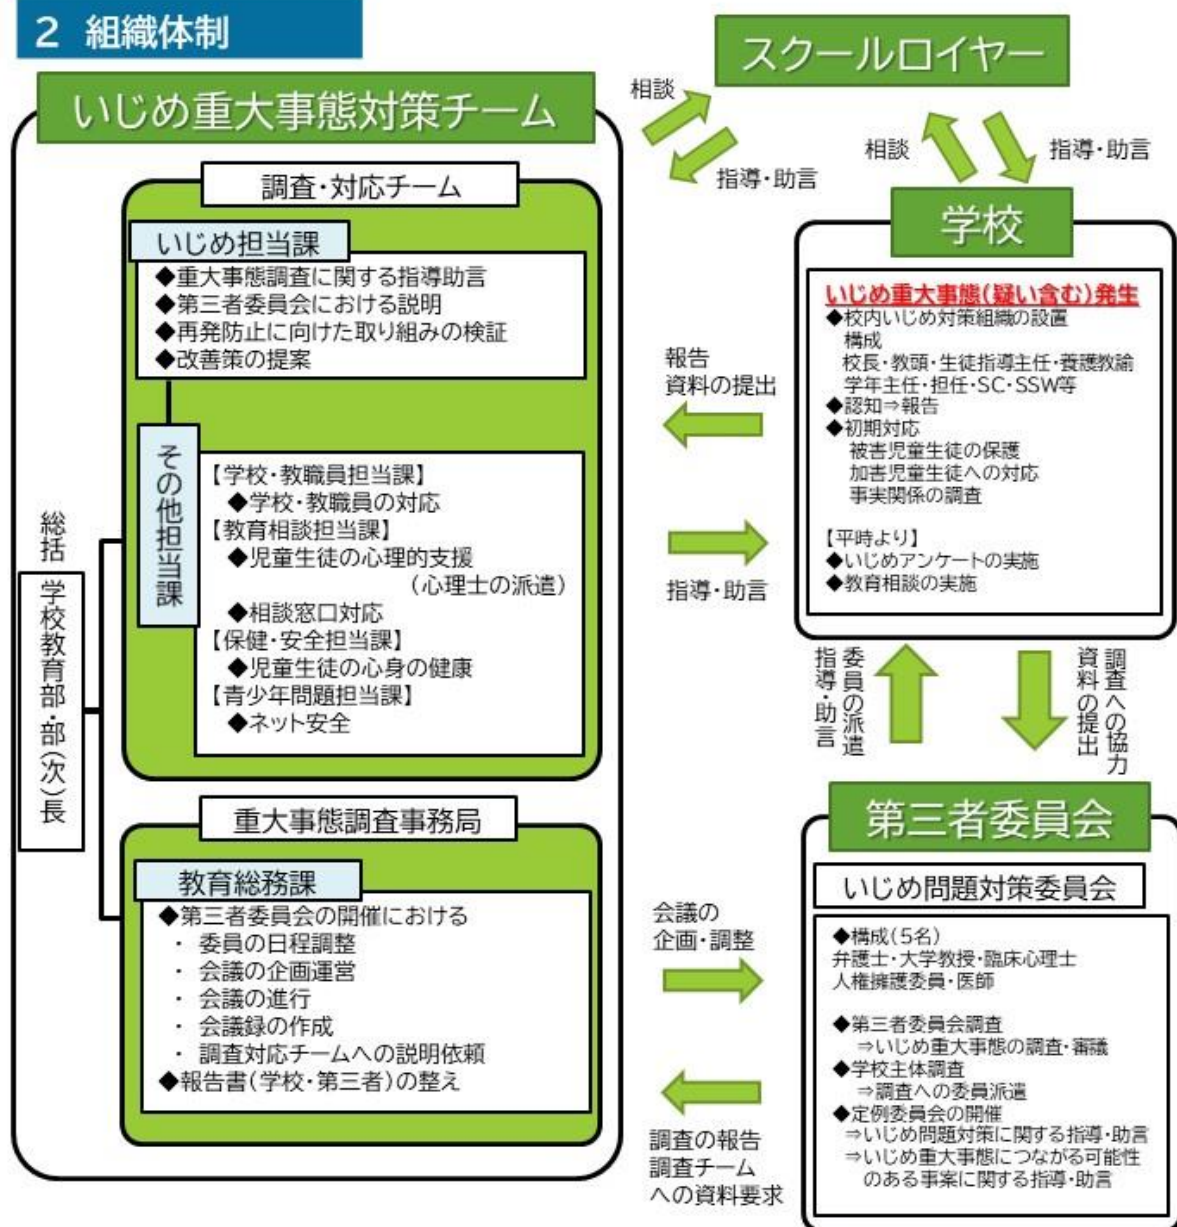 2 組織体制
いじめ重大事態対策チーム
総括
学校教育部・部(次)長
調査・対応チーム
いじめ担当課
◆重大事態調査に関する指導助言
◆第三者委員会における説明
◆再発防止に向けた取り組みの検証
◆改善策の提案
その他担当課
【学校・教職員担当課】
◆学校・教職員の対応
【教育相談担当課】
◆児童生徒の心理的支援
(心理士の派遣)
◆相談窓口対応
【保健・安全担当課】
◆児童生徒の心身の健康
【青少年問題担当課】
◆ネット安全
重大事態調査事務局
教育総務課
◆第三者委員会の開催における
・ 委員の日程調整
・ 会議の企画運営
・ 会議の進行
・ 会議録の作成
・ 調査対応チームへの説明依頼
◆報告書(学校・第三者)の整え
スクールロイヤー
相談
指導・助言
相談
指導・助言
学校
いじめ重大事態(疑い含む)発生
◆校内いじめ対策組織の設置
構成
校長・教頭・生徒指導主任・養護教諭
学年主任・担任・SC・SSW等
◆認知⇒報告
◆初期対応
被害児童生徒の保護
加害児童生徒への対応
事実関係の調査
【平時より】
◆いじめアンケートの実施
◆教育相談の実施
報告
資料の提出
指導・助言
委員の派遣
指導・助言
調査への協力
資料の提出
第三者委員会
いじめ問題対策委員会
◆構成(5名)
弁護士・大学教授・臨床心理士
人権擁護委員・医師
◆第三者委員会調査
⇒いじめ重大事態の調査・審議
◆学校主体調査
⇒調査への委員派遣
◆定例委員会の開催
⇒いじめ問題対策に関する指導・助言
⇒いじめ重大事態につながる可能性
のある事案に関する指導・助言
会議の
企画・調整
調査の報告
調査チーム
への資料要求